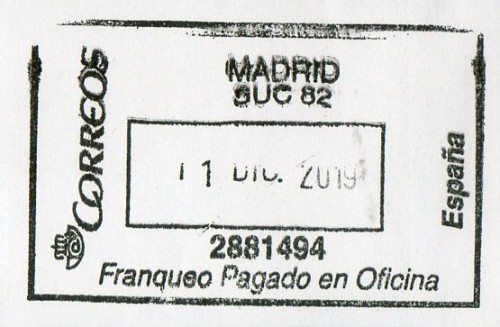 CORREOS
MADRID
SUC 82
11 DIC. 2019
2881494
Franqueo Pagado en Oficina
España